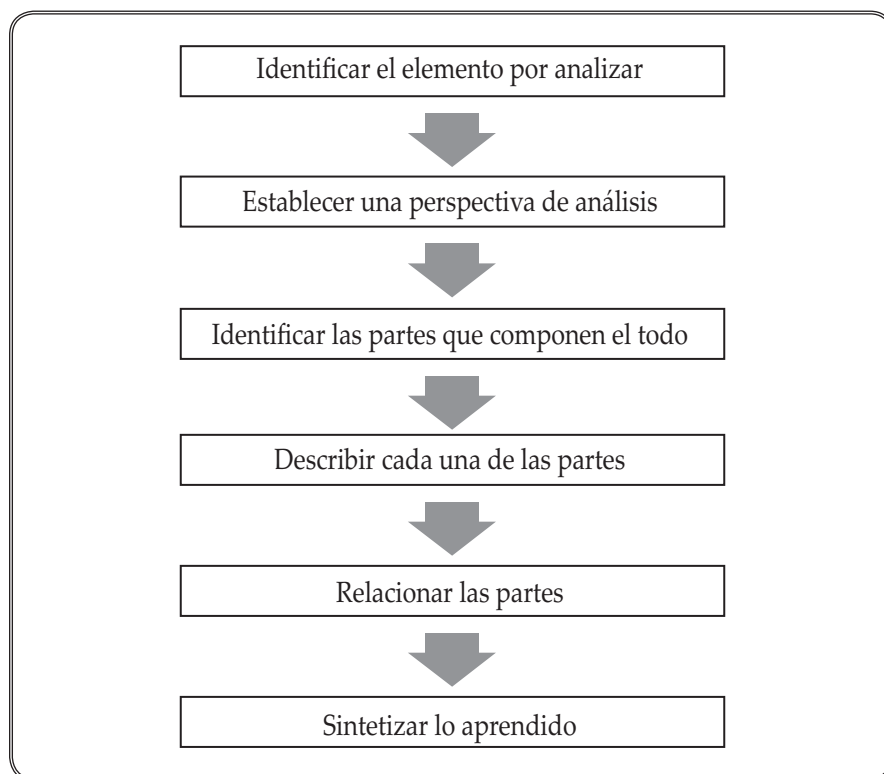 Identificar el elemento por analizar
Establecer una perspectiva de análisis
Identificar las partes que componen el todo
Describir cada una de las partes
Relacionar las partes
Sintetizar lo aprendido